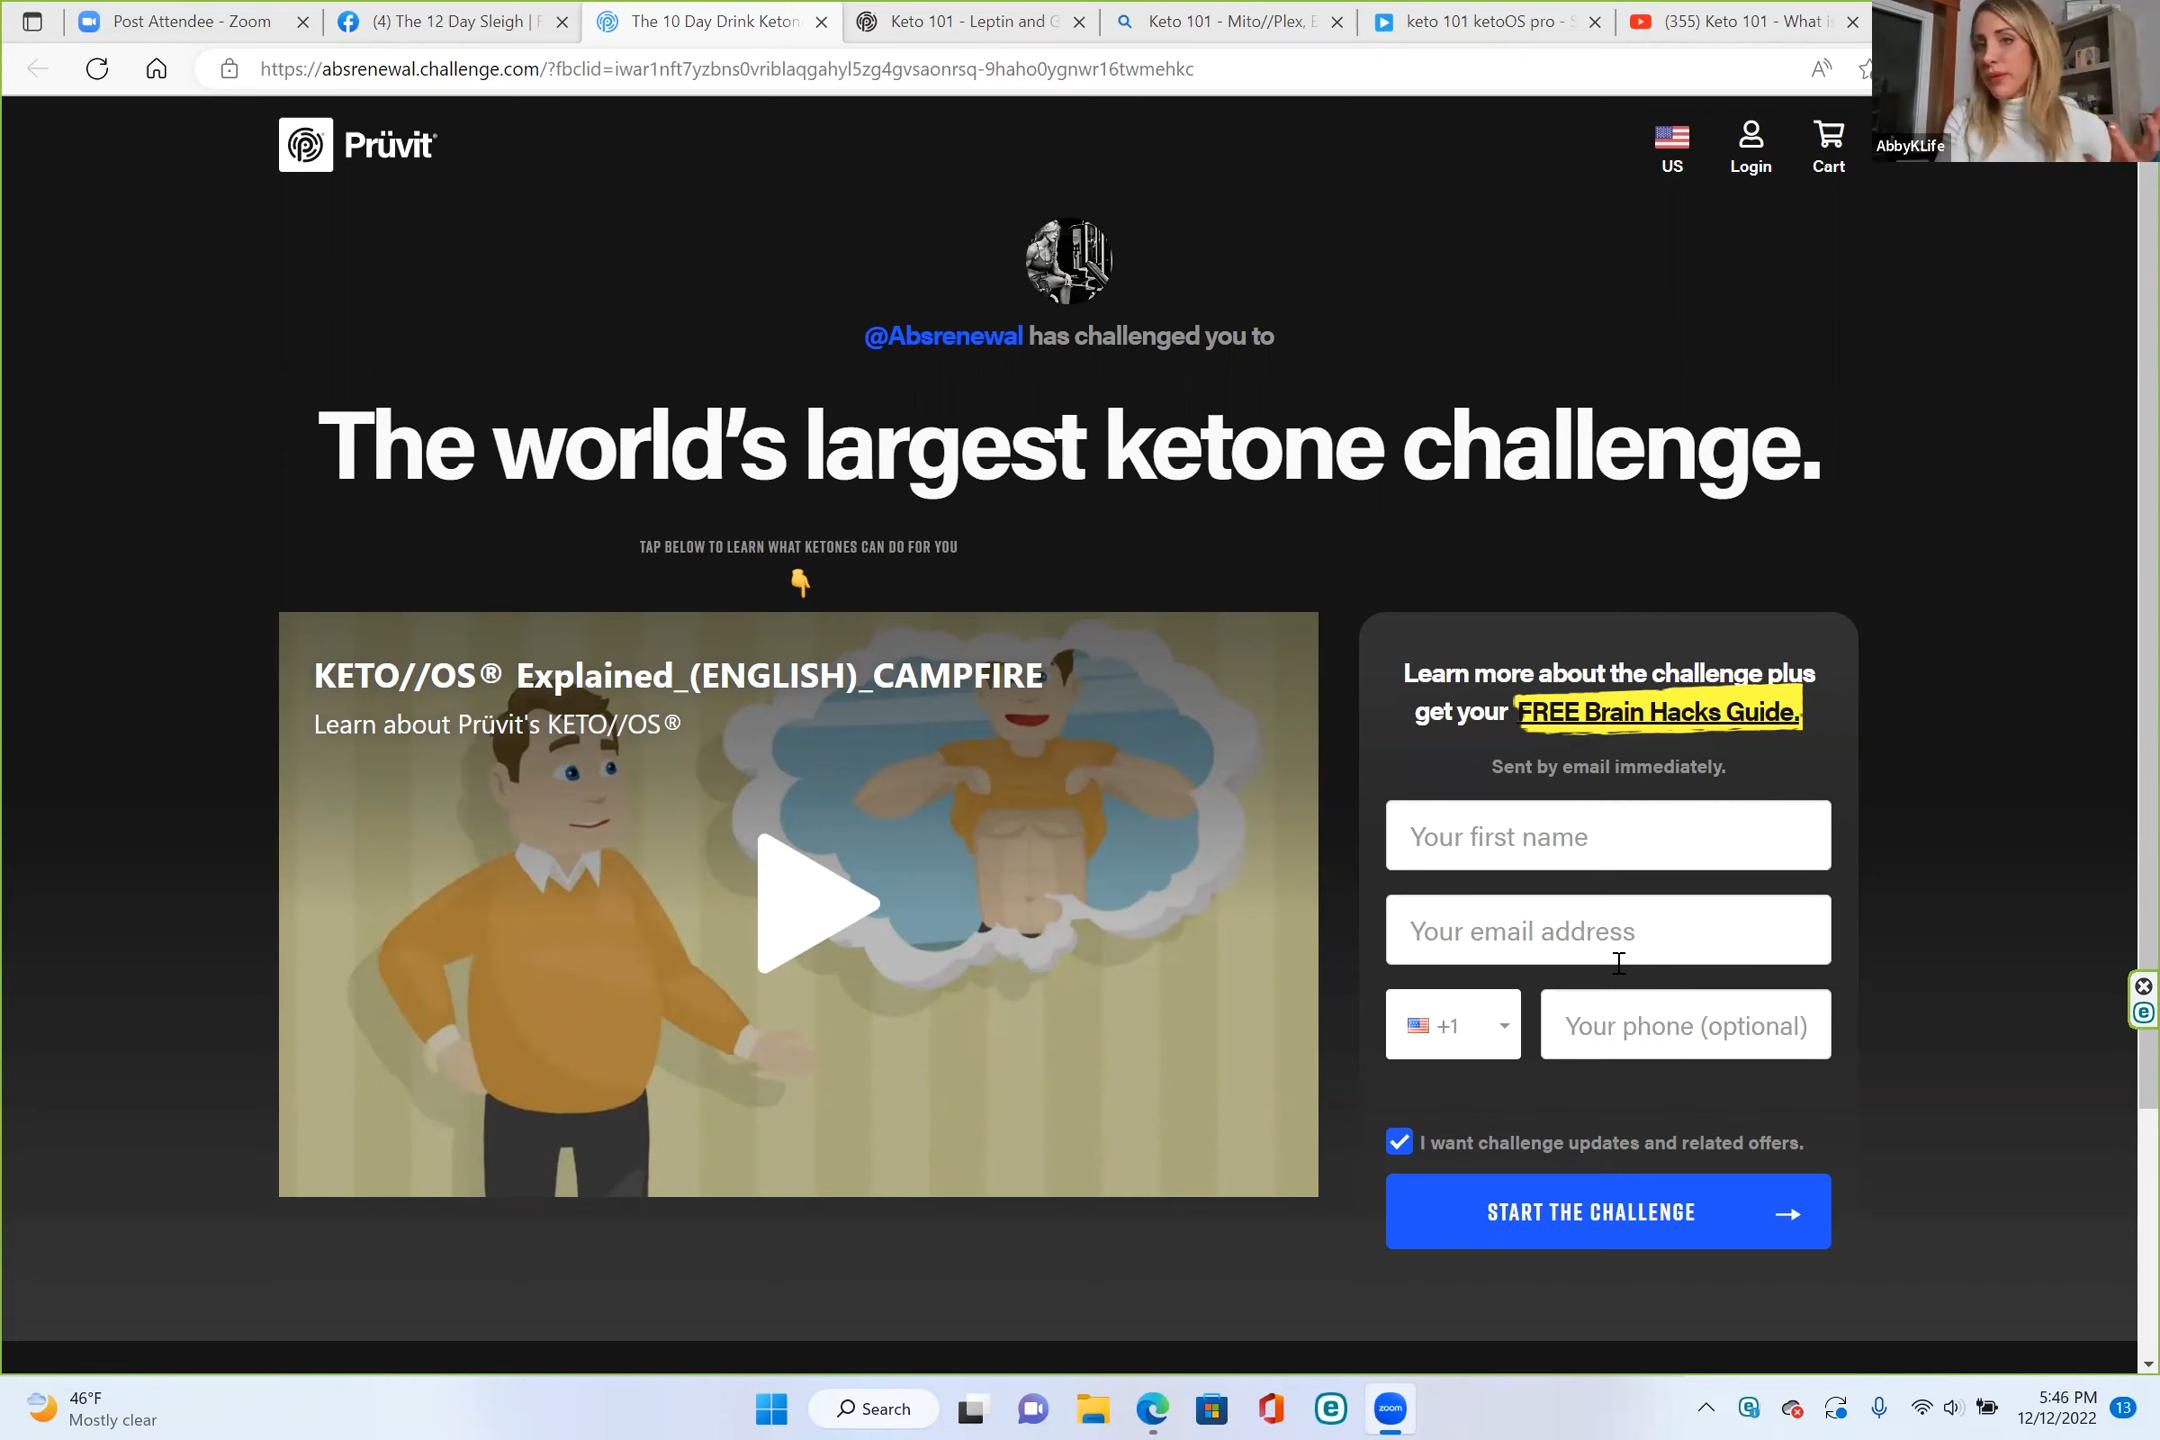 Post Attendee - Zoom
(4) The 12 Day Sleigh | F
The 10 Day Drink Keton
Keto 101 - Leptin and G
Keto 101 - Mito//Plex, E
keto 101 ketoOS pro - S
(355) Keto 101 - What i
https://absrenewal.challenge.com/?fbclid=iwar1nft7yzbns0vriblaqgahyl5zg4gvsaonrsq-9haho0ygnwr16twmehkc
AbbyKLife
Prüvit
US
Login
Cart
@Absrenewal has challenged you to
The world's largest ketone challenge.
TAP BELOW TO LEARN WHAT KETONES CAN DO FOR YOU
KETO//OS® Explained_(ENGLISH)_CAMPFIRE
Learn about Prüvit's KETO//OS®
Learn more about the challenge plus
get your FREE Brain Hacks Guide.
Sent by email immediately.
Your first name
Your email address
+1
Your phone (optional)
I want challenge updates and related offers.
START THE CHALLENGE
46°F
Mostly clear
Search
zoom
5:46 PM
12/12/2022
13